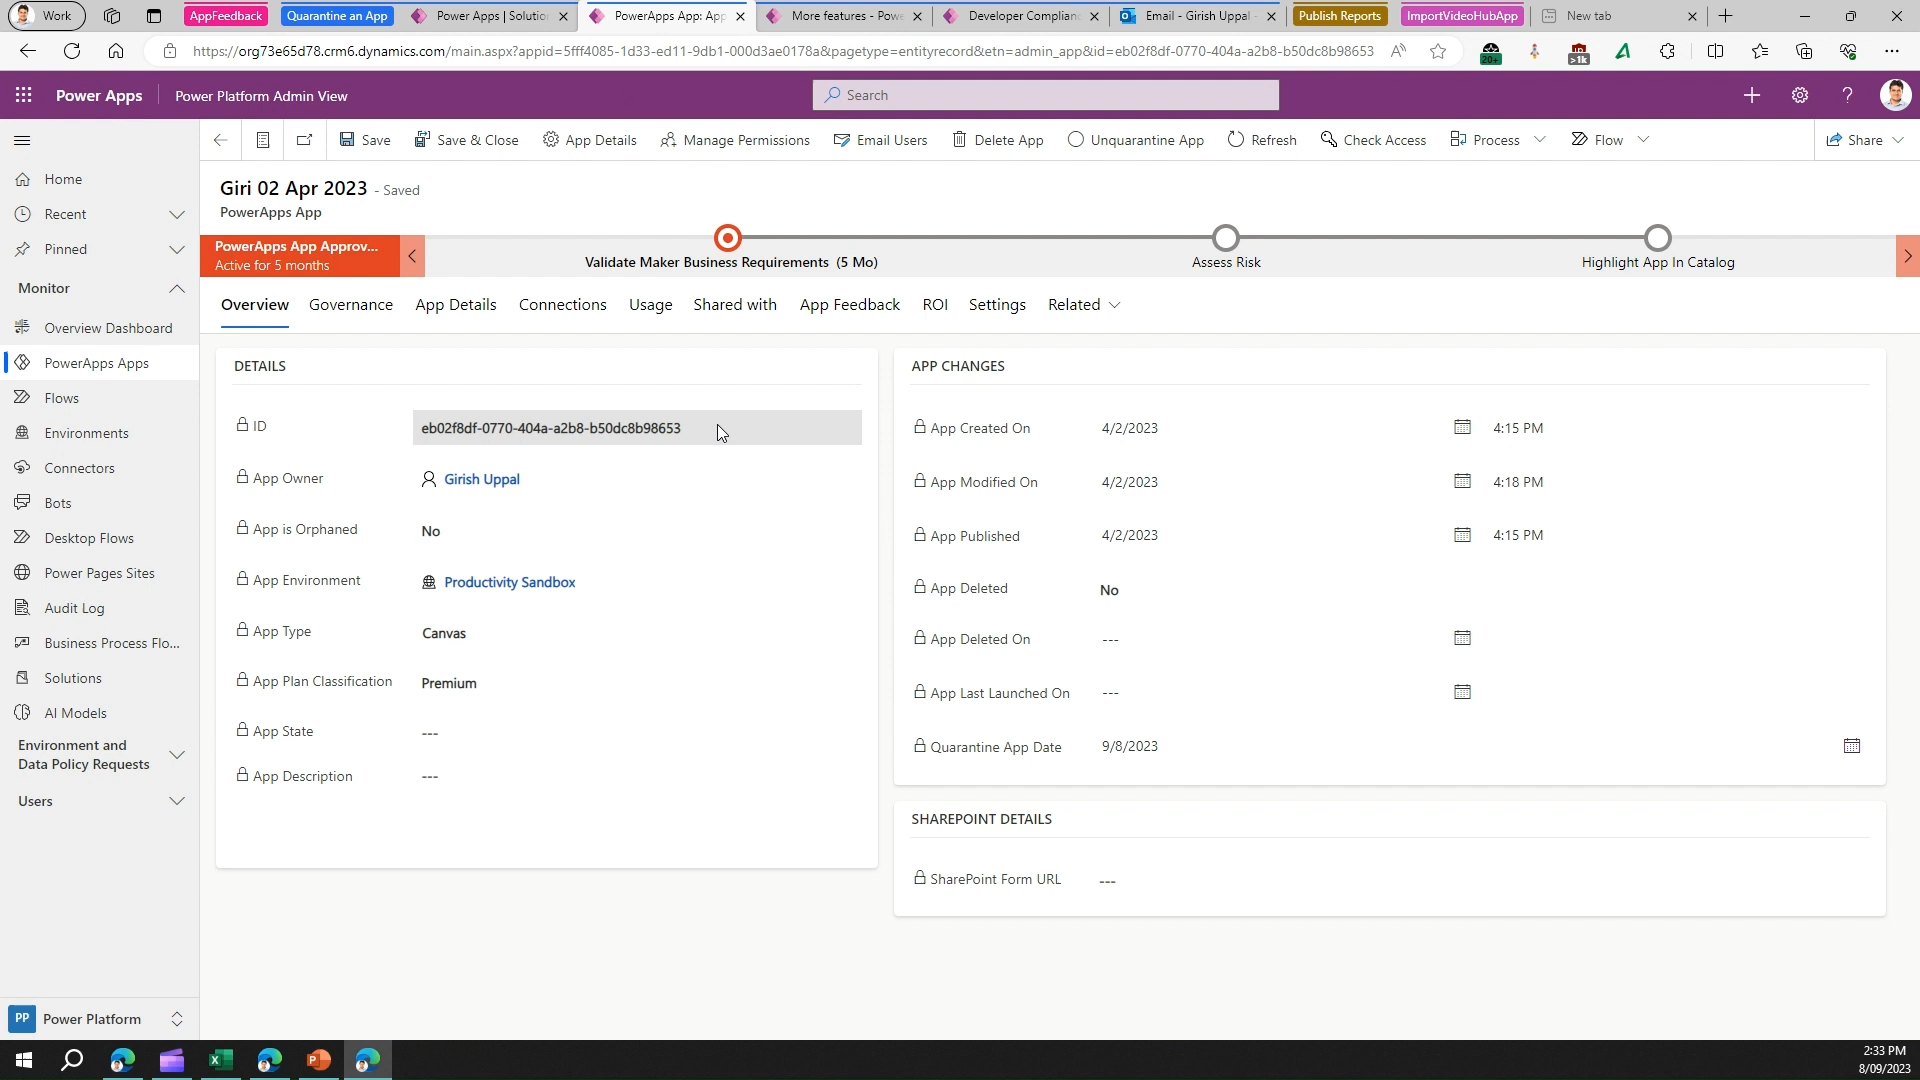 Work
AppFeedback
Quarantine an App
Power Apps | Solutio
PowerApps App: App
More features - Powe
Developer Complianc
Email - Girish Uppal -
Publish Reports
ImportVideoHubApp
New tab
https://org73e65d78.crm6.dynamics.com/main.aspx?appid=5fff4085-1d33-ed11-9db1-000d3ae0178a&pagetype=entityrecord&etn=admin_app&id=eb02f8df-0770-404a-a2b8-b50dc8b98653
20+
>1k
Power Apps
Power Platform Admin View
Search
Save
Save & Close
App Details
Manage Permissions
Email Users
Delete App
Unquarantine App
Refresh
Check Access
Process
Flow
Share
Home
Recent
Pinned
Monitor
Overview Dashboard
PowerApps Apps
Flows
Environments
Connectors
Bots
Desktop Flows
Power Pages Sites
Audit Log
Business Process Flo...
Solutions
AI Models
Environment and
Data Policy Requests
Users
PP Power Platform
Giri 02 Apr 2023 - Saved
PowerApps App
PowerApps App Approv...
Active for 5 months
Validate Maker Business Requirements (5 Mo)
Assess Risk
Highlight App In Catalog
Overview
Governance
App Details
Connections
Usage
Shared with
App Feedback
ROI
Settings
Related
DETAILS
ID
eb02f8df-0770-404a-a2b8-b50dc8b98653
App Owner
Girish Uppal
App is Orphaned
No
App Environment
Productivity Sandbox
App Type
Canvas
App Plan Classification
Premium
App State
---
App Description
---
APP CHANGES
App Created On
4/2/2023
4:15 PM
App Modified On
4/2/2023
4:18 PM
App Published
4/2/2023
4:15 PM
App Deleted
No
App Deleted On
---
App Last Launched On
---
Quarantine App Date
9/8/2023
SHAREPOINT DETAILS
SharePoint Form URL
---
2:33 PM
8/09/2023